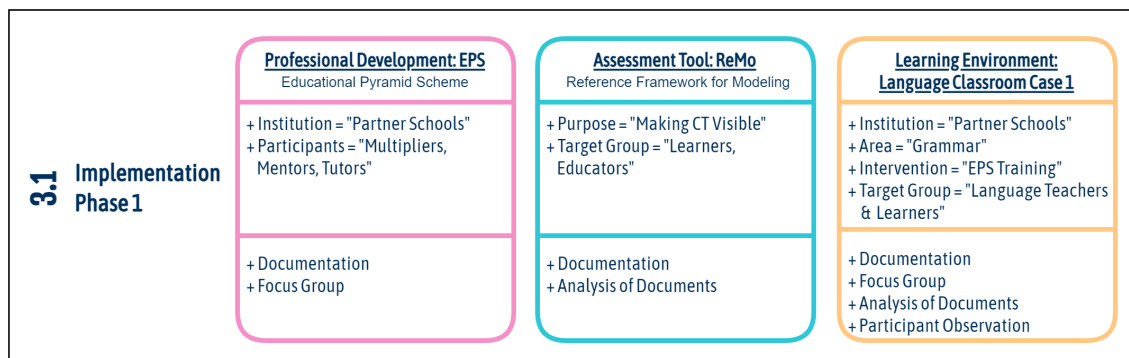 3.1
Implementation
Phase 1
Professional Development: EPS
Educational Pyramid Scheme
+ Institution = "Partner Schools"
+ Participants = "Multipliers,
Mentors, Tutors"
+ Documentation
+ Focus Group
Assessment Tool: ReMo
Reference Framework for Modeling
+ Purpose = "Making CT Visible"
+ Target Group = "Learners,
Educators"
+ Documentation
+ Analysis of Documents
Learning Environment:
Language Classroom Case 1
+ Institution = "Partner Schools"
+ Area = "Grammar"
+ Intervention = "EPS Training"
+ Target Group = "Language Teachers
& Learners"
+ Documentation
+ Focus Group
+ Analysis of Documents
+ Participant Observation